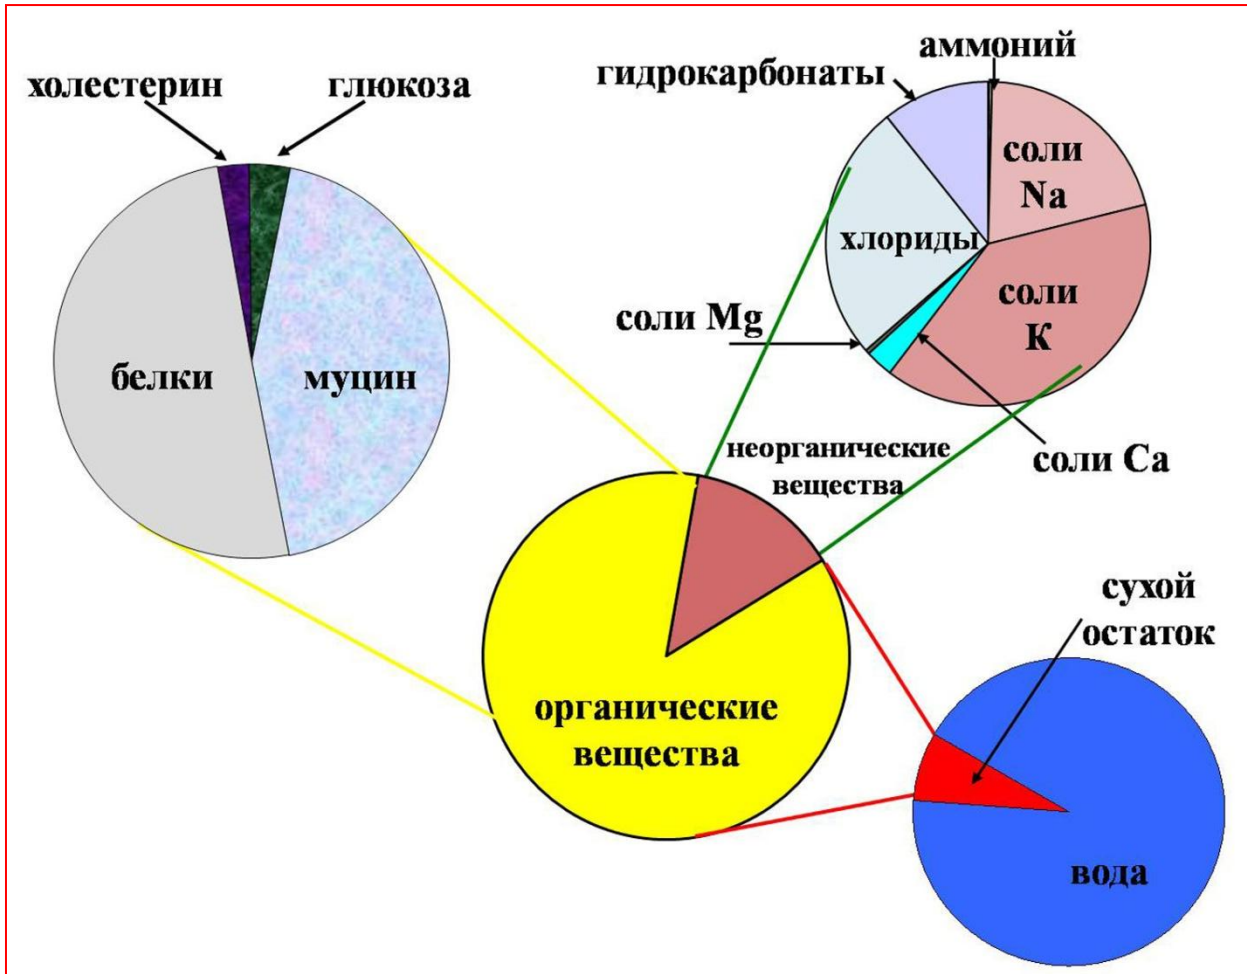 холестерин
глюкоза
белки
муцин
аммоний
гидрокарбонаты
соли
Na
хлориды
соли
К
соли Mg
соли Ca
неорганические
вещества
органические
вещества
сухой
остаток
вода